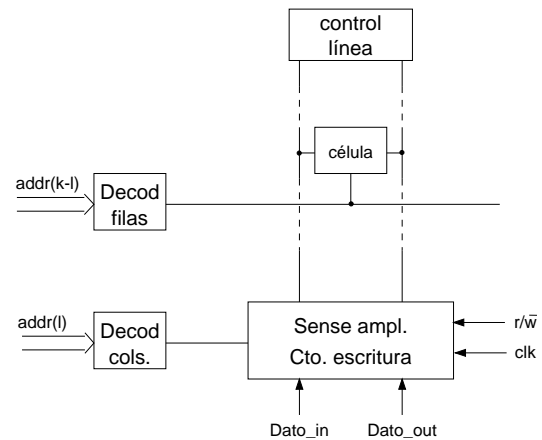 control
línea
célula
addr(k-l)
Decod
filas
addr(l)
Decod
cols.
Sense ampl.
Cto. escritura
r/w̅
clk
Dato_in
Dato_out